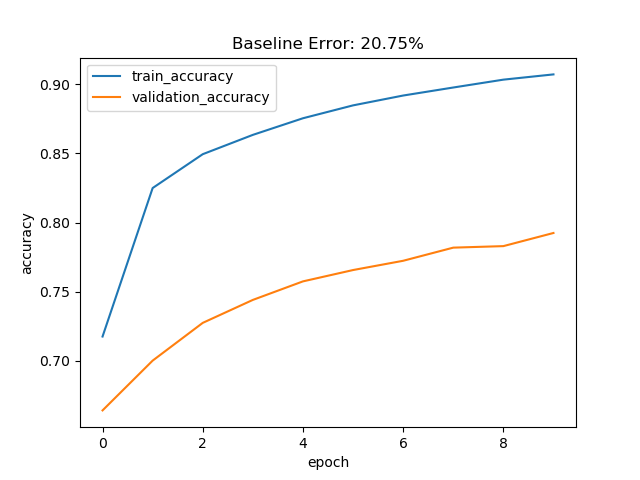 Baseline Error: 20.75%
train_accuracy
validation_accuracy
0.90
0.85
0.80
0.75
0.70
accuracy
0 2 4 6 8
epoch